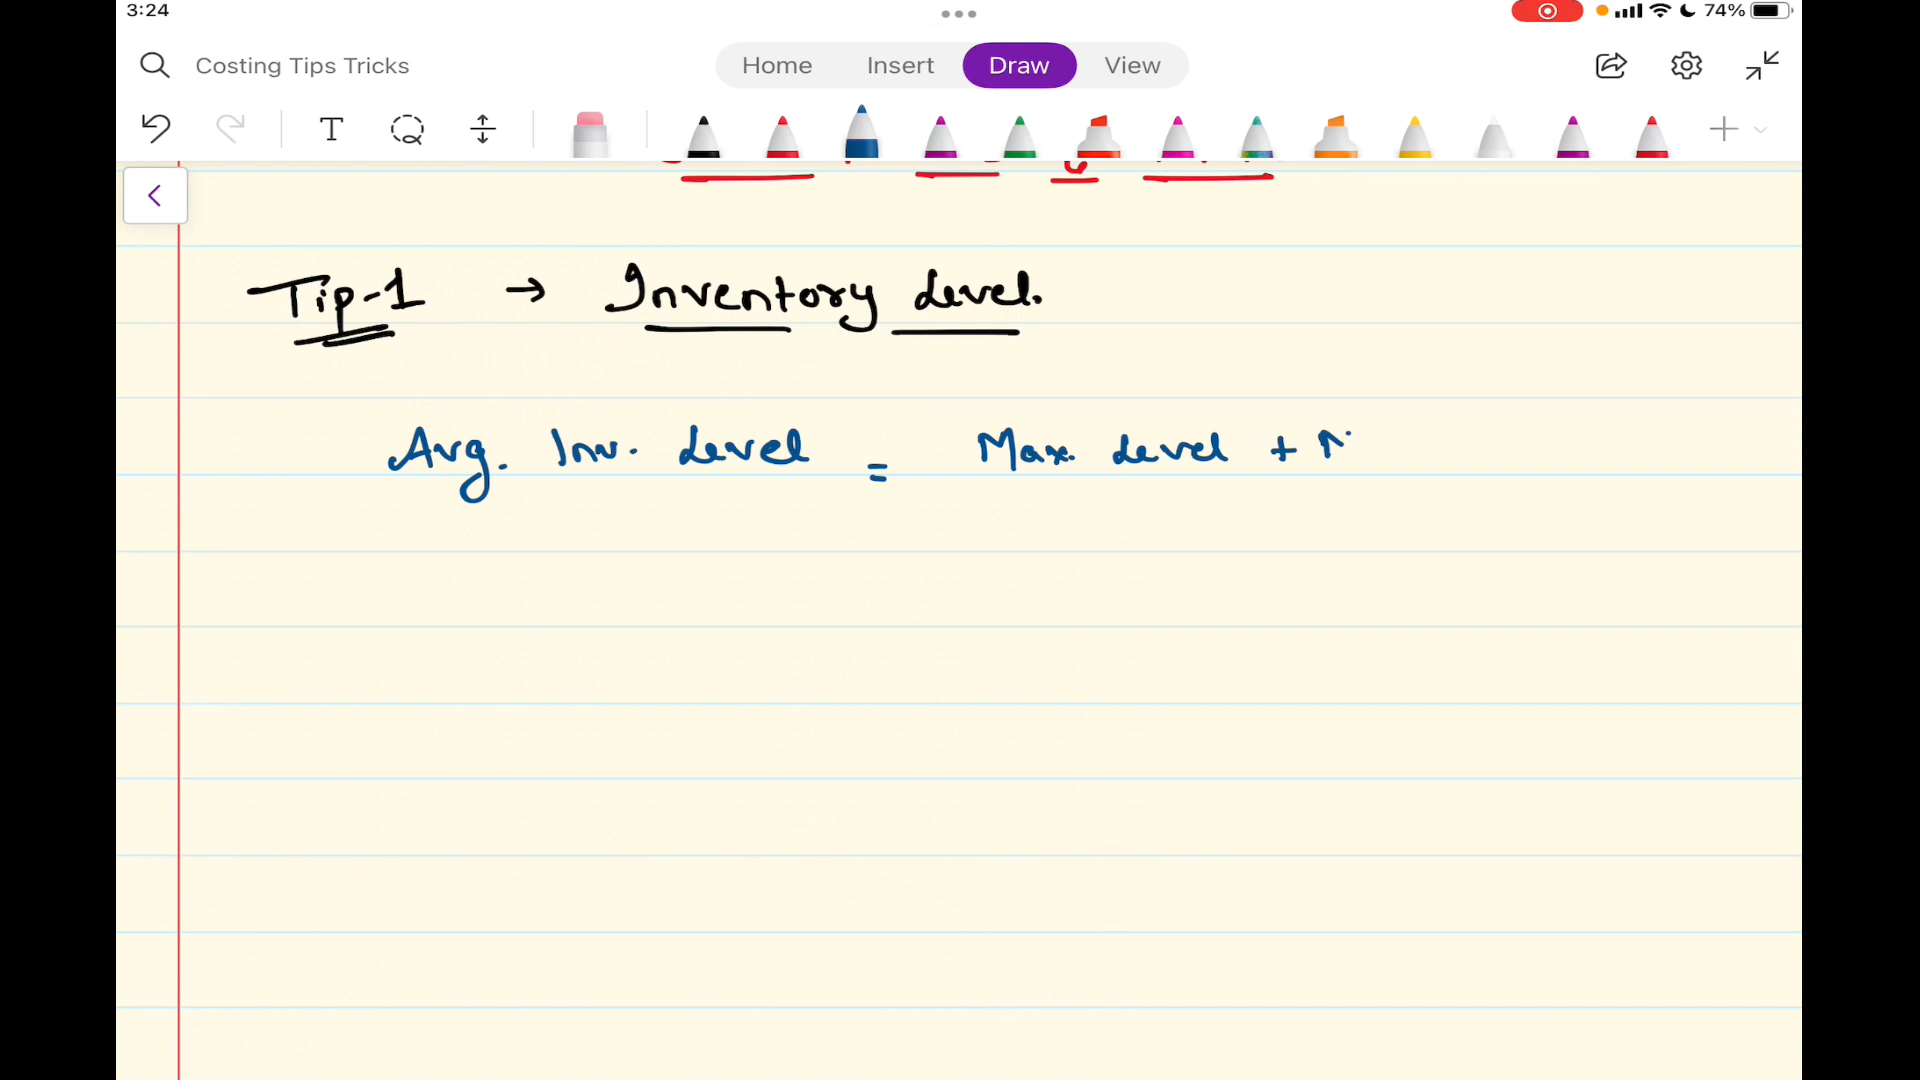 3:24
74%
Costing Tips Tricks
Home Insert Draw View
T
Tip-1 → Inventory Level.
Avg. Inv. Level = Max. Level +